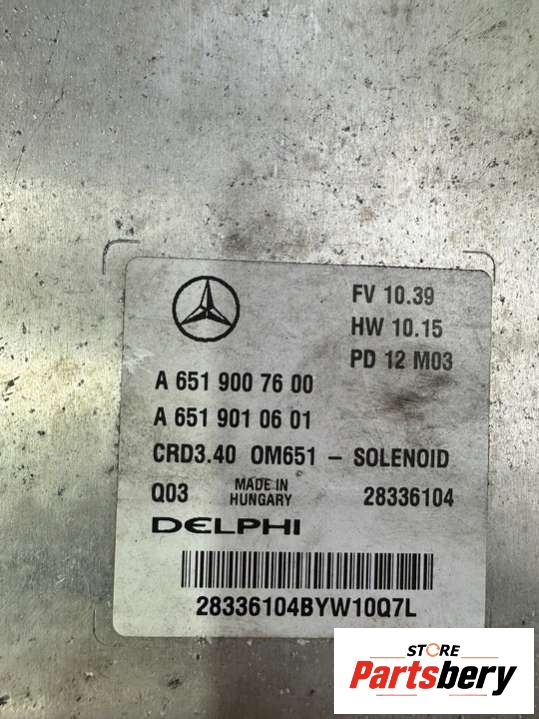 FV 10.39
HW 10.15
PD 12 M03
A 651 900 76 00
A 651 901 06 01
CRD3.40 OM651 – SOLENOID
Q03 MADE IN HUNGARY 28336104
DELPHI
28336104BYW10Q7L
STORE
Partsbery